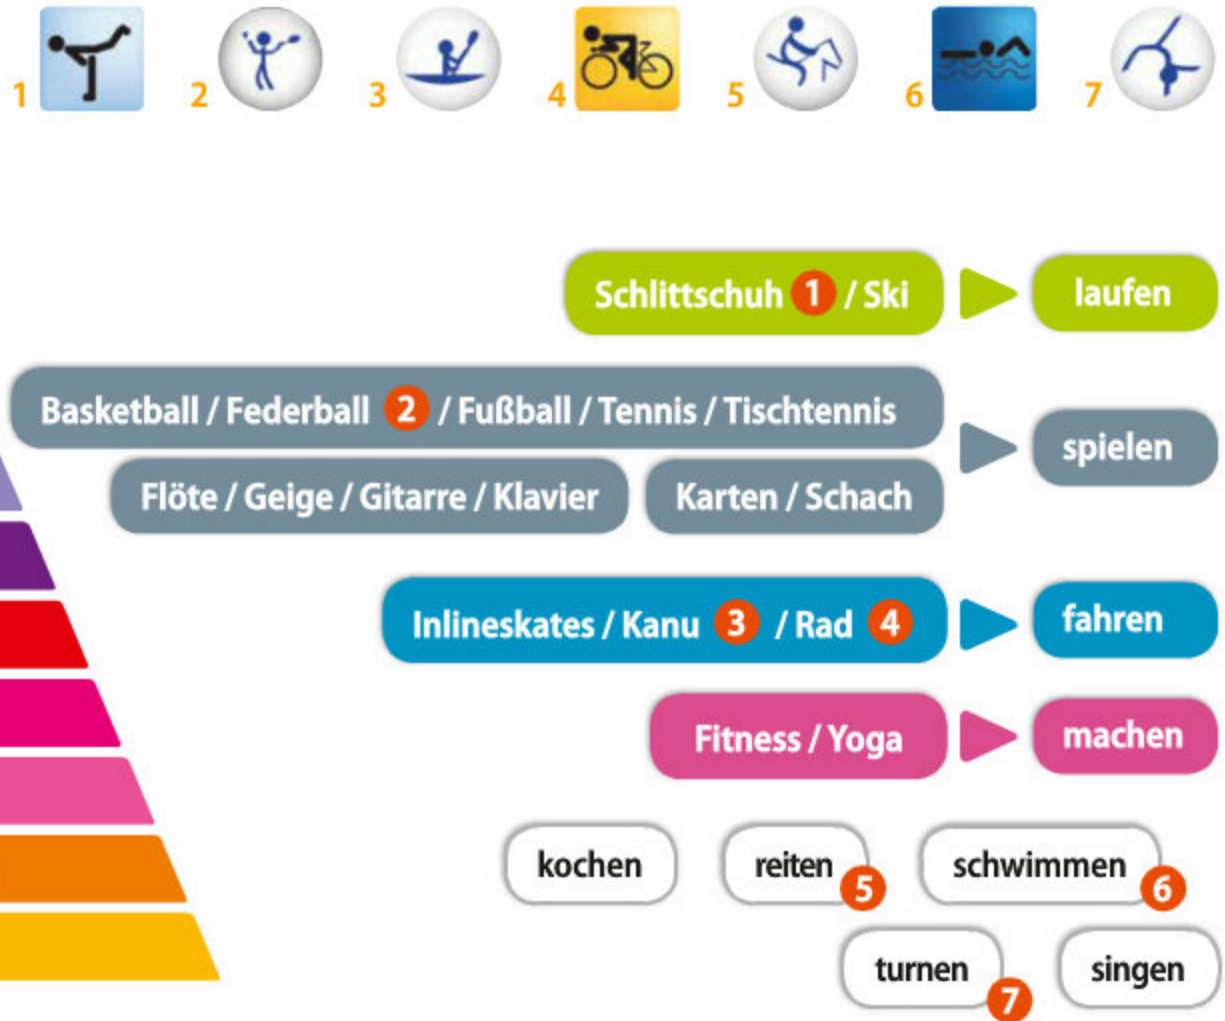 1 2 3 4 5 6 7
Schlittschuh 1 / Ski laufen
Basketball / Federball 2 / Fußball / Tennis / Tischtennis
spielen
Flöte / Geige / Gitarre / Klavier Karten / Schach
Inlineskates / Kanu 3 / Rad 4 fahren
Fitness / Yoga machen
kochen reiten 5 schwimmen 6
turnen 7 singen